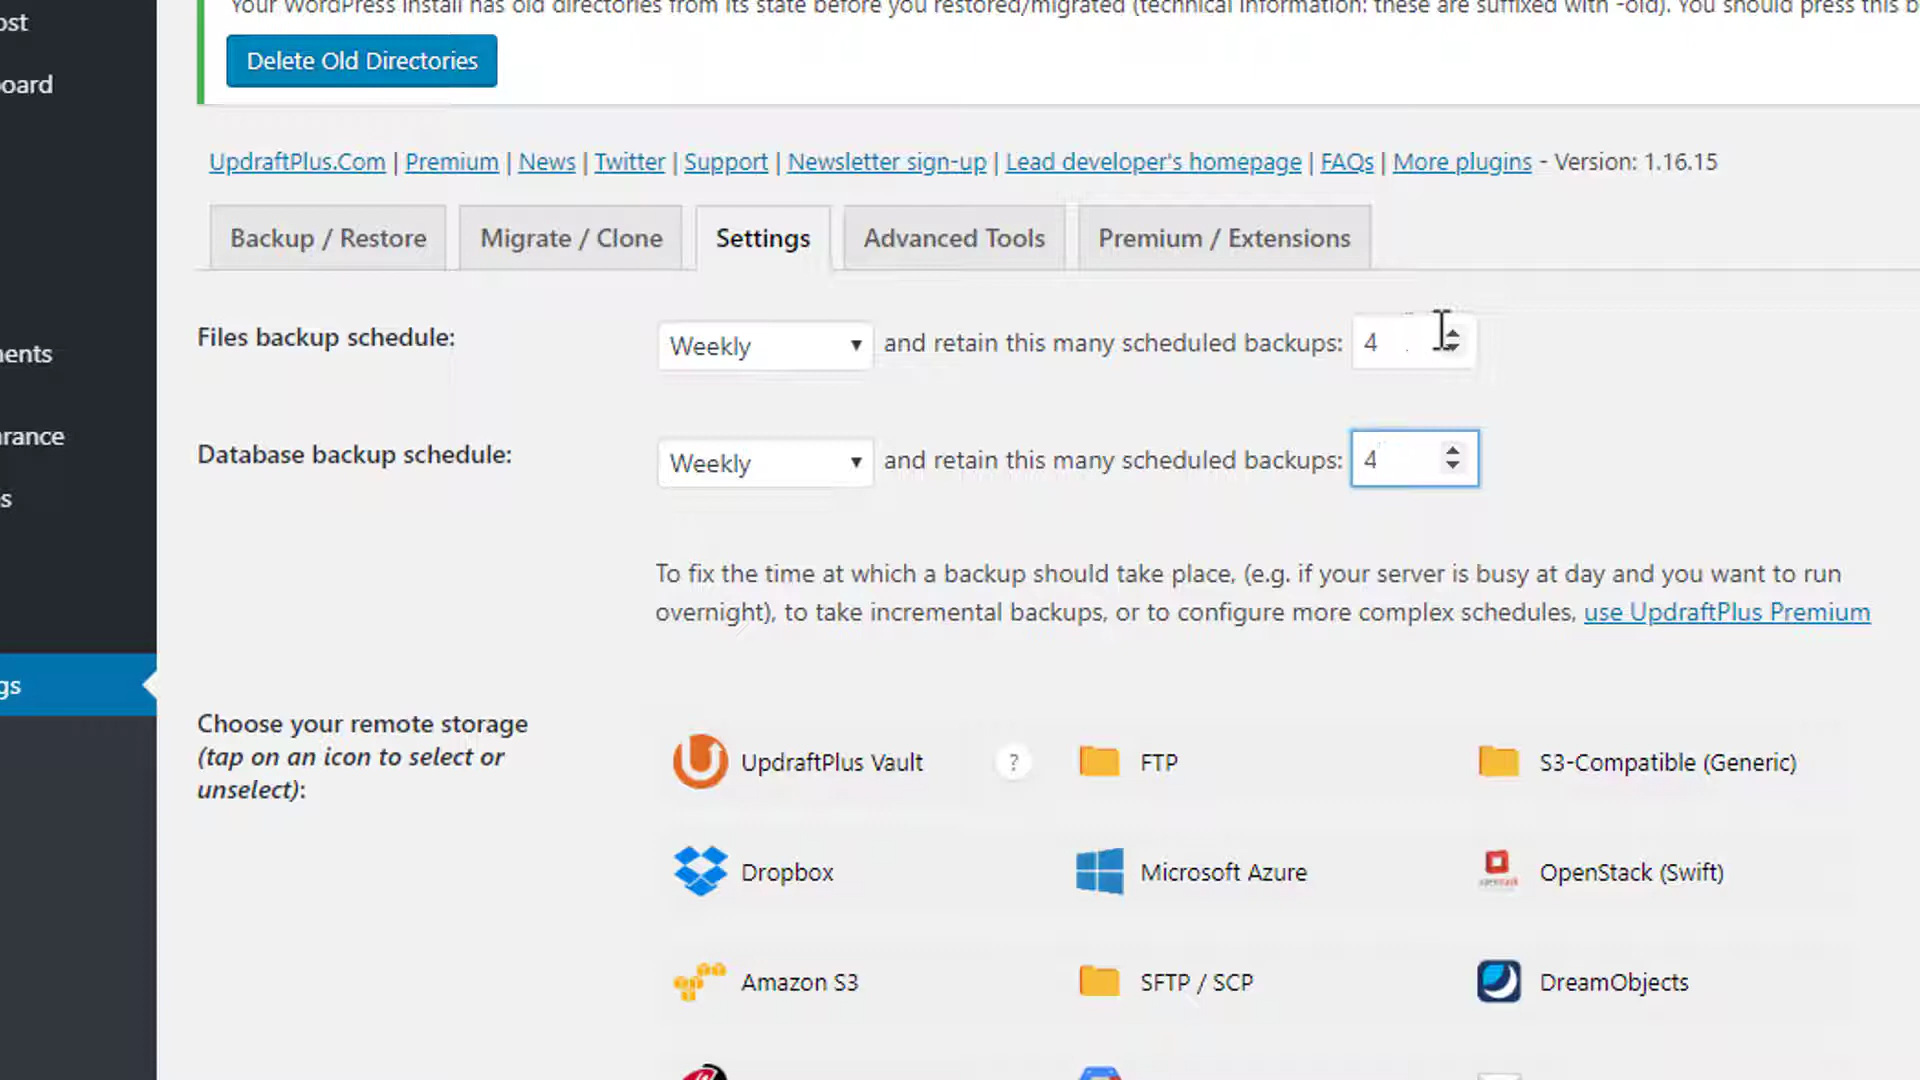 Your WordPress install has old directories from its state before you restored/migrated (technical information: these are suffixed with -old). You should press this b
Delete Old Directories
ost
oard
UpdraftPlus.Com | Premium | News | Twitter | Support | Newsletter sign-up | Lead developer's homepage | FAQs | More plugins - Version: 1.16.15
Backup / Restore Migrate / Clone Settings Advanced Tools Premium / Extensions
Files backup schedule: Weekly and retain this many scheduled backups: 4
ents
arance
Database backup schedule: Weekly and retain this many scheduled backups: 4
s
To fix the time at which a backup should take place, (e.g. if your server is busy at day and you want to run
overnight), to take incremental backups, or to configure more complex schedules, use UpdraftPlus Premium
gs
Choose your remote storage
(tap on an icon to select or
unselect):
UpdraftPlus Vault ? FTP S3-Compatible (Generic)
Dropbox Microsoft Azure OpenStack (Swift)
Amazon S3 SFTP / SCP DreamObjects